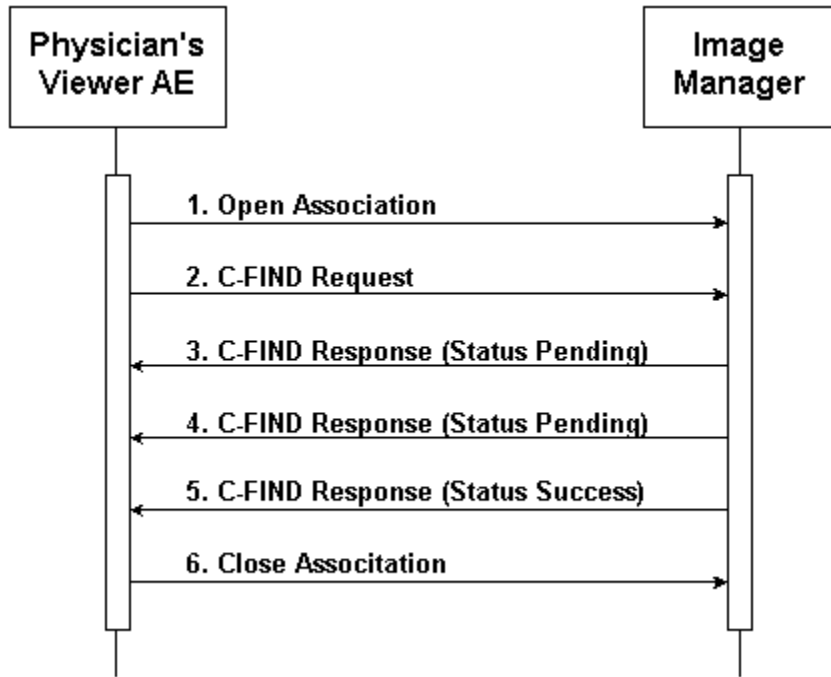 Physician's
Viewer AE
Image
Manager
1. Open Association
2. C-FIND Request
3. C-FIND Response (Status Pending)
4. C-FIND Response (Status Pending)
5. C-FIND Response (Status Success)
6. Close Associtation